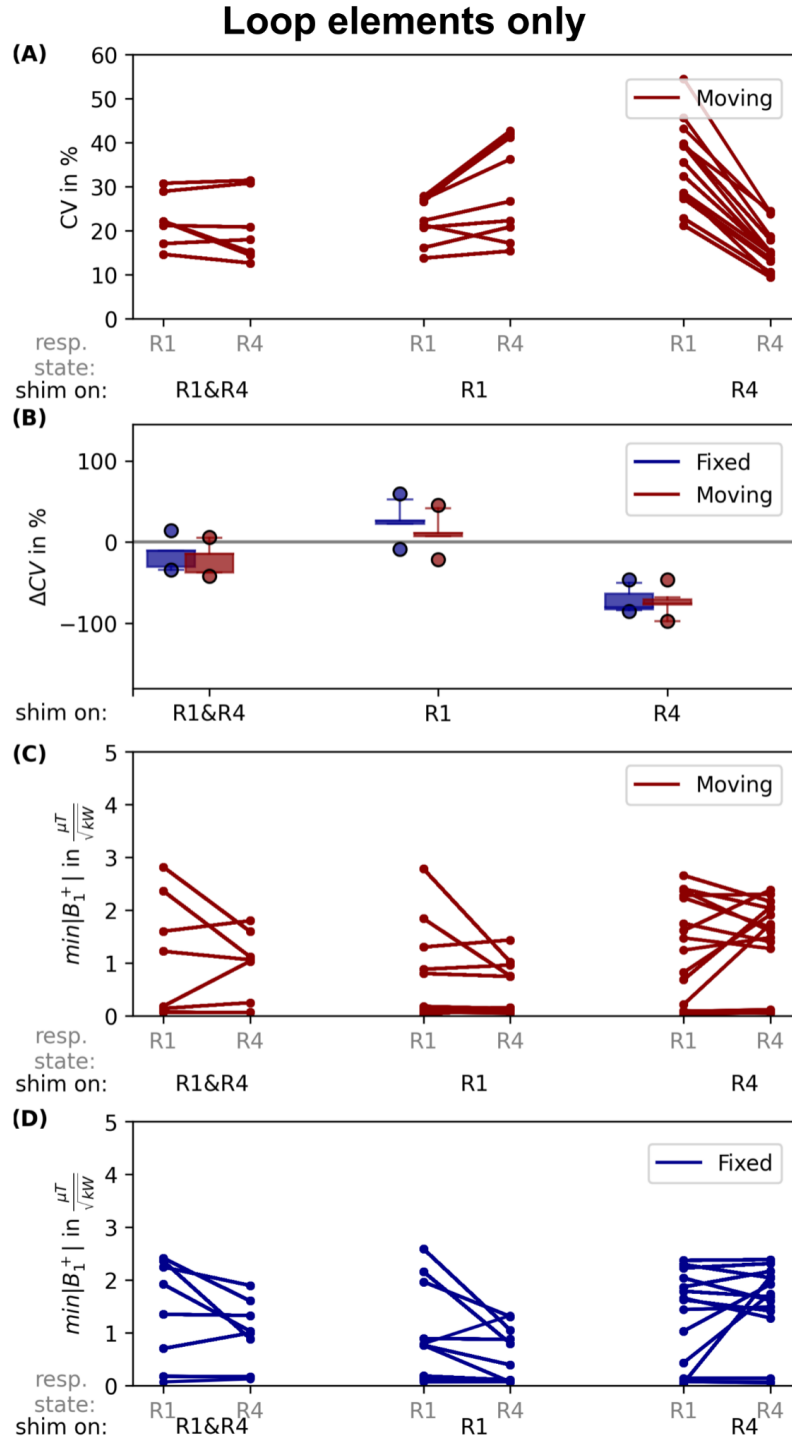 Loop elements only
(A)
60
50
40
30
20
10
0
CV in %
Moving
resp. state:
R1 R4 R1 R4 R1 R4
shim on: R1&R4 R1 R4
(B)
100
0
−100
ΔCV in %
Fixed
Moving
shim on: R1&R4 R1 R4
(C)
5
4
3
2
1
0
min|B₁⁺| in µT/√kW
Moving
resp. state:
R1 R4 R1 R4 R1 R4
shim on: R1&R4 R1 R4
(D)
5
4
3
2
1
0
min|B₁⁺| in µT/√kW
Fixed
resp. state:
R1 R4 R1 R4 R1 R4
shim on: R1&R4 R1 R4